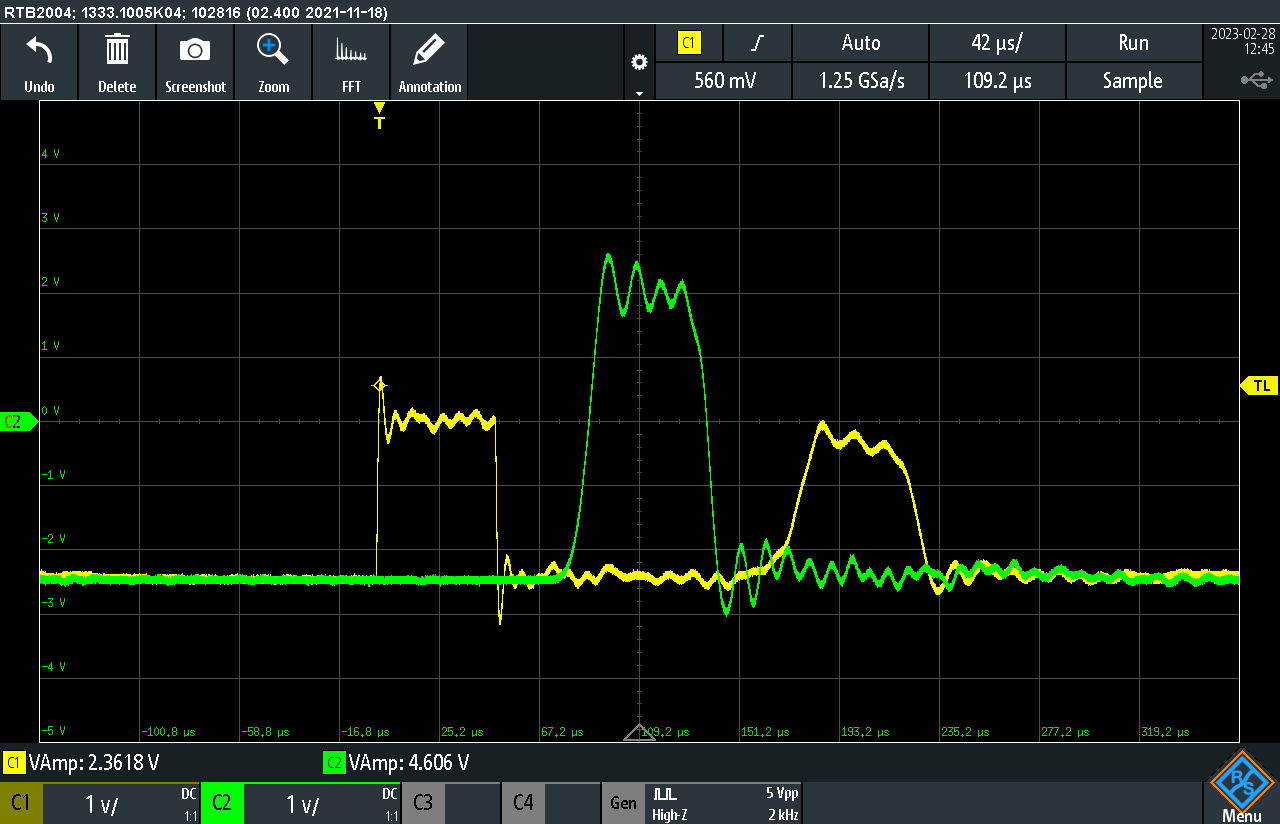 RTB2004; 1333.1005K04; 102816 (02.400 2021-11-18)
Undo Delete Screenshot Zoom FFT Annotation
C1 Auto 42 µs/ Run 2023-02-28
12:45
560 mV 1.25 GSa/s 109.2 µs Sample
T
4 V
3 V
2 V
1 V
TL
0 V
C2
-1 V
-2 V
-3 V
-4 V
-5 V -100,8 µs -58,8 µs -16,8 µs 25,2 µs 67,2 µs 109,2 µs 151,2 µs 193,2 µs 235,2 µs 277,2 µs 319,2 µs
C1 VAmp: 2.3618 V C2 VAmp: 4.606 V
C1 1 V/ DC 1:1 C2 1 V/ DC 1:1 C3 C4 Gen High-Z 5 Vpp 2 kHz
R S
Menu